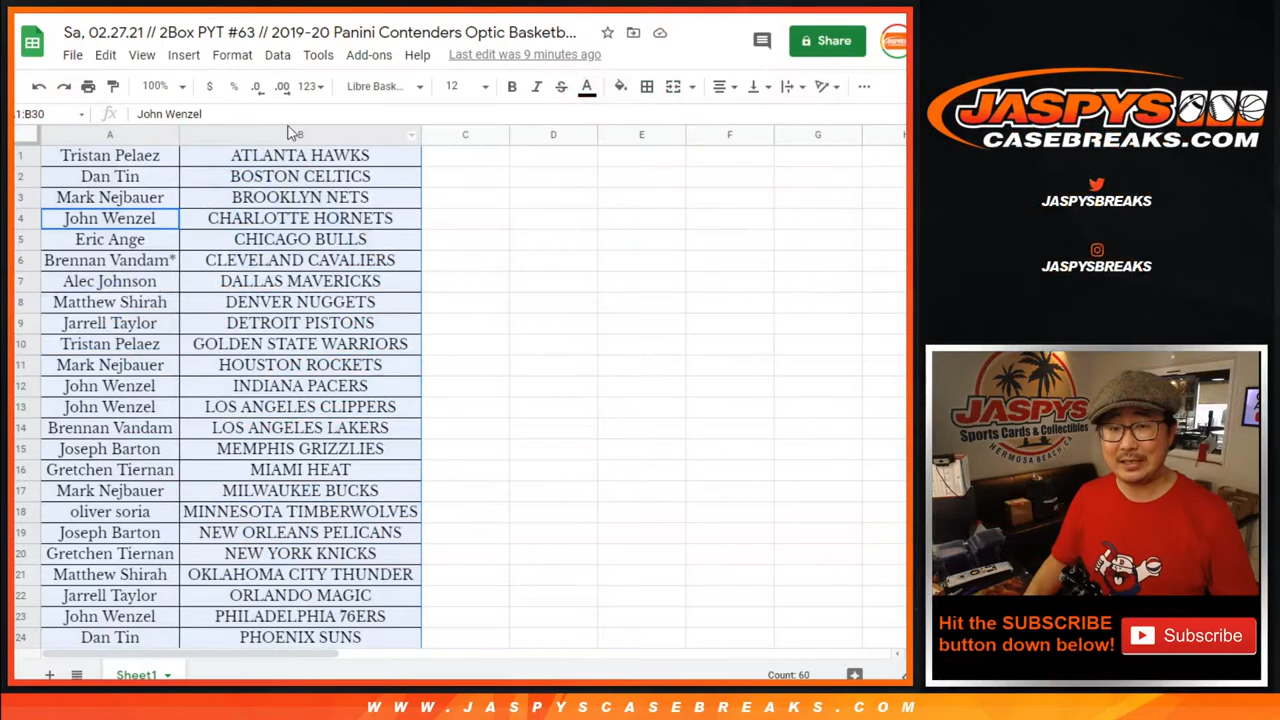 Sa, 02.27.21 // 2Box PYT #63 // 2019-20 Panini Contenders Optic Basketb...
File Edit View Insert Format Data Tools Add-ons Help Last edit was 9 minutes ago
Share
100% $ % .0 .00 123 Libre Bask... 12 B I S A
1:B30 fx John Wenzel
A B C D E F G
1 Tristan Pelaez ATLANTA HAWKS
2 Dan Tin BOSTON CELTICS
3 Mark Nejbauer BROOKLYN NETS
4 John Wenzel CHARLOTTE HORNETS
5 Eric Ange CHICAGO BULLS
6 Brennan Vandam* CLEVELAND CAVALIERS
7 Alec Johnson DALLAS MAVERICKS
8 Matthew Shirah DENVER NUGGETS
9 Jarrell Taylor DETROIT PISTONS
10 Tristan Pelaez GOLDEN STATE WARRIORS
11 Mark Nejbauer HOUSTON ROCKETS
12 John Wenzel INDIANA PACERS
13 John Wenzel LOS ANGELES CLIPPERS
14 Brennan Vandam LOS ANGELES LAKERS
15 Joseph Barton MEMPHIS GRIZZLIES
16 Gretchen Tiernan MIAMI HEAT
17 Mark Nejbauer MILWAUKEE BUCKS
18 oliver soria MINNESOTA TIMBERWOLVES
19 Joseph Barton NEW ORLEANS PELICANS
20 Gretchen Tiernan NEW YORK KNICKS
21 Matthew Shirah OKLAHOMA CITY THUNDER
22 Jarrell Taylor ORLANDO MAGIC
23 John Wenzel PHILADELPHIA 76ERS
24 Dan Tin PHOENIX SUNS
Sheet1
Count: 60
JASPYS
CASEBREAKS.COM
JASPYSBREAKS
JASPYSBREAKS
JASPYS
Sports Cards & Collectibles
HERMOSA BEACH, CA
Hit the SUBSCRIBE
button down below!
Subscribe
WWW.JASPYSCASEBREAKS.COM